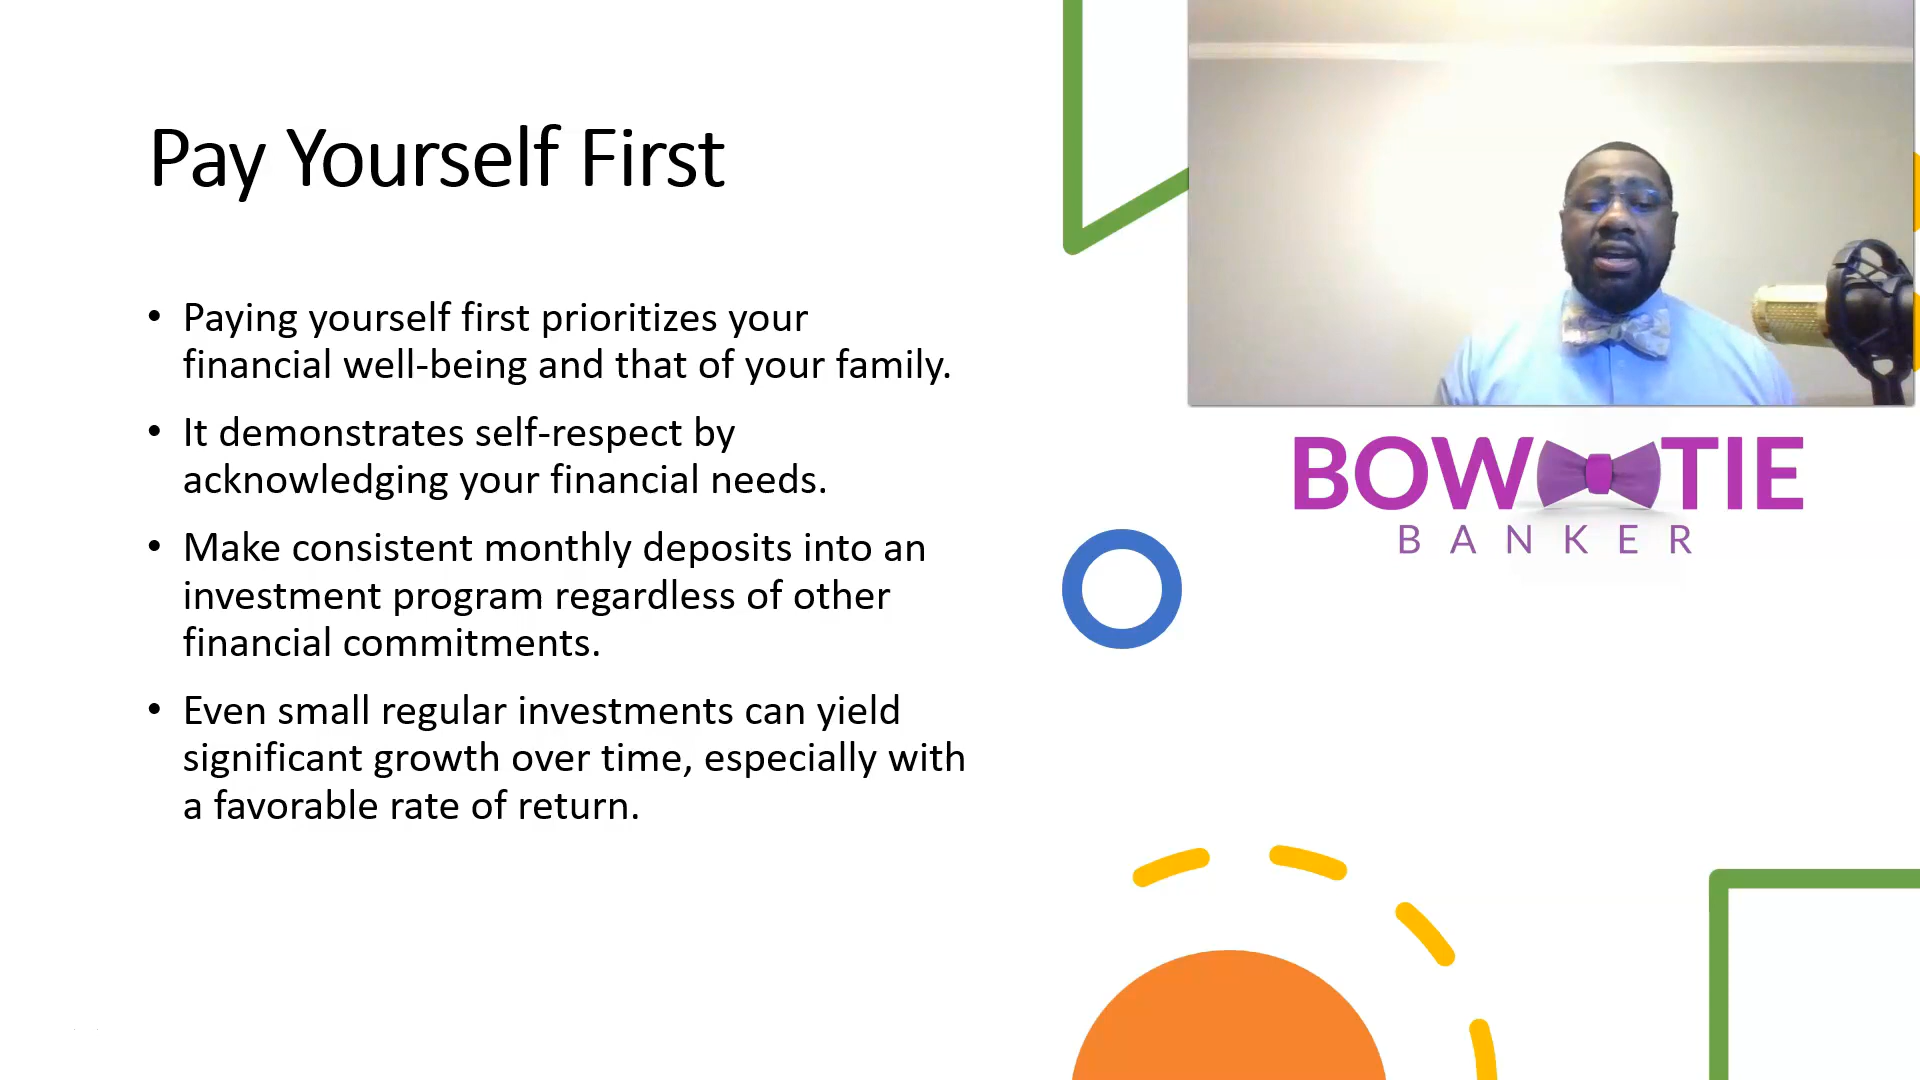 Pay Yourself First
• Paying yourself first prioritizes your
financial well-being and that of your family.
• It demonstrates self-respect by
acknowledging your financial needs.
• Make consistent monthly deposits into an
investment program regardless of other
financial commitments.
• Even small regular investments can yield
significant growth over time, especially with
a favorable rate of return.
BOW TIE
BANKER